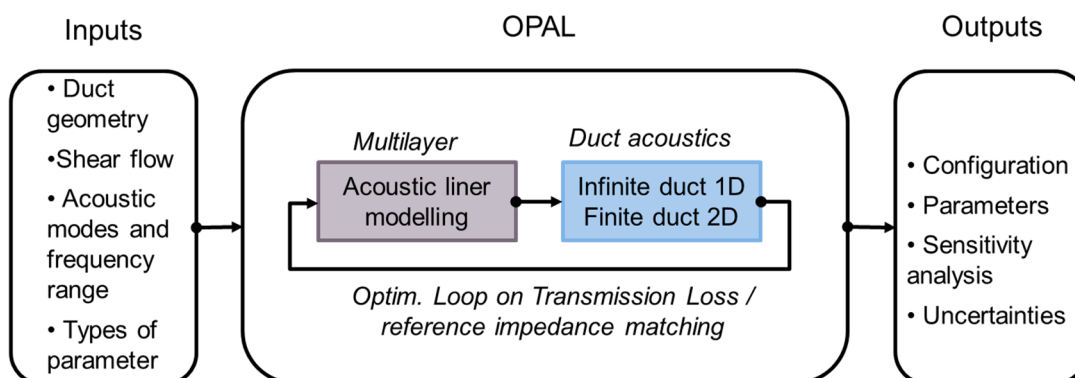 Inputs
OPAL
Outputs
• Duct
geometry
•Shear flow
• Acoustic
modes and
frequency
range
• Types of
parameter
Multilayer
Acoustic liner
modelling
Duct acoustics
Infinite duct 1D
Finite duct 2D
Optim. Loop on Transmission Loss /
reference impedance matching
• Configuration
• Parameters
• Sensitivity
analysis
• Uncertainties